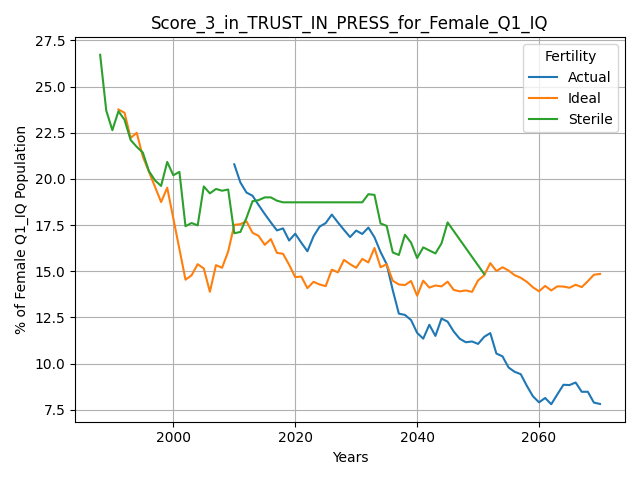 Score_3_in_TRUST_IN_PRESS_for_Female_Q1_IQ
% of Female Q1_IQ Population
27.5
25.0
22.5
20.0
17.5
15.0
12.5
10.0
7.5
Fertility
Actual
Ideal
Sterile
2000
2020
2040
2060
Years